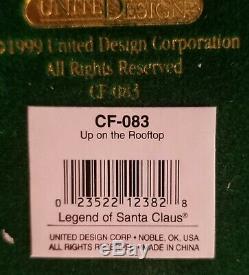 UNITED DESIGN
©1999 United Design Corporation
All Rights Reserved
CF-083
CF-083
Up on the Rooftop
0 23522 12382 8
Legend of Santa Claus®
UNITED DESIGN CORP • NOBLE, OK, USA
ALL RIGHTS RESERVED • MADE IN CHINA